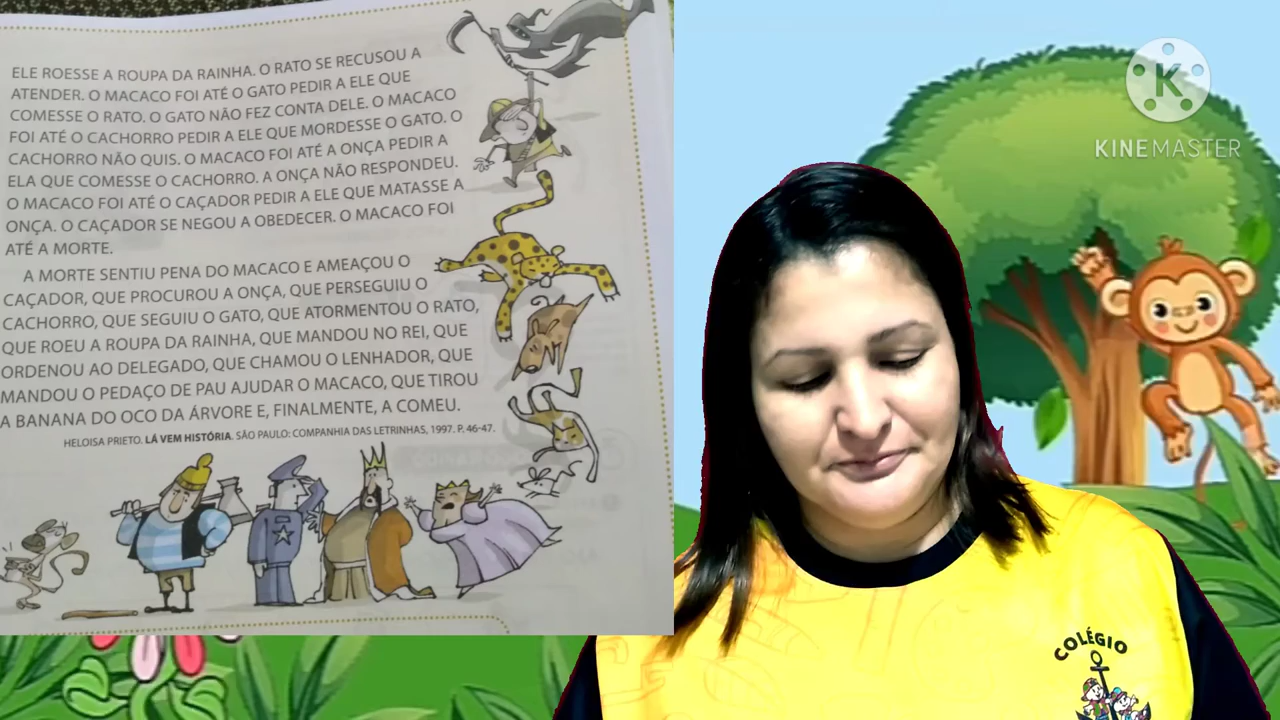 ELE ROESSE A ROUPA DA RAINHA. O RATO SE RECUSOU A
ATENDER. O MACACO FOI ATÉ O GATO PEDIR A ELE QUE
COMESSE O RATO. O GATO NÃO FEZ CONTA DELE. O MACACO
FOI ATÉ O CACHORRO PEDIR A ELE QUE MORDESSE O GATO. O
CACHORRO NÃO QUIS. O MACACO FOI ATÉ A ONÇA PEDIR A
ELA QUE COMESSE O CACHORRO. A ONÇA NÃO RESPONDEU.
O MACACO FOI ATÉ O CAÇADOR PEDIR A ELE QUE MATASSE A
ONÇA. O CAÇADOR SE NEGOU A OBEDECER. O MACACO FOI
ATÉ A MORTE.
A MORTE SENTIU PENA DO MACACO E AMEAÇOU O
CAÇADOR, QUE PROCUROU A ONÇA, QUE PERSEGUIU O
CACHORRO, QUE SEGUIU O GATO, QUE ATORMENTOU O RATO,
QUE ROEU A ROUPA DA RAINHA, QUE MANDOU NO REI, QUE
ORDENOU AO DELEGADO, QUE CHAMOU O LENHADOR, QUE
MANDOU O PEDAÇO DE PAU AJUDAR O MACACO, QUE TIROU
A BANANA DO OCO DA ÁRVORE E, FINALMENTE, A COMEU.
HELOISA PRIETO. LÁ VEM HISTÓRIA. SÃO PAULO: COMPANHIA DAS LETRINHAS, 1997. P. 46-47.
K
KINEMASTER
COLÉGIO